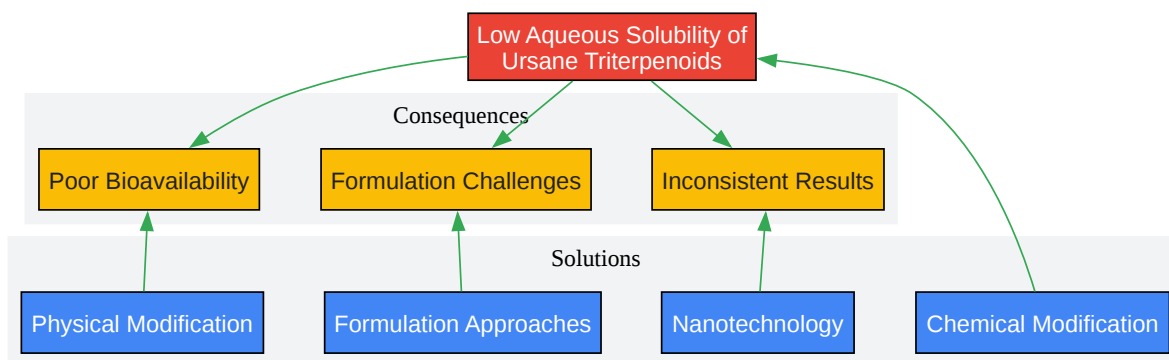 Low Aqueous Solubility of
Ursane Triterpenoids
Consequences
Poor Bioavailability
Formulation Challenges
Inconsistent Results
Solutions
Physical Modification
Formulation Approaches
Nanotechnology
Chemical Modification